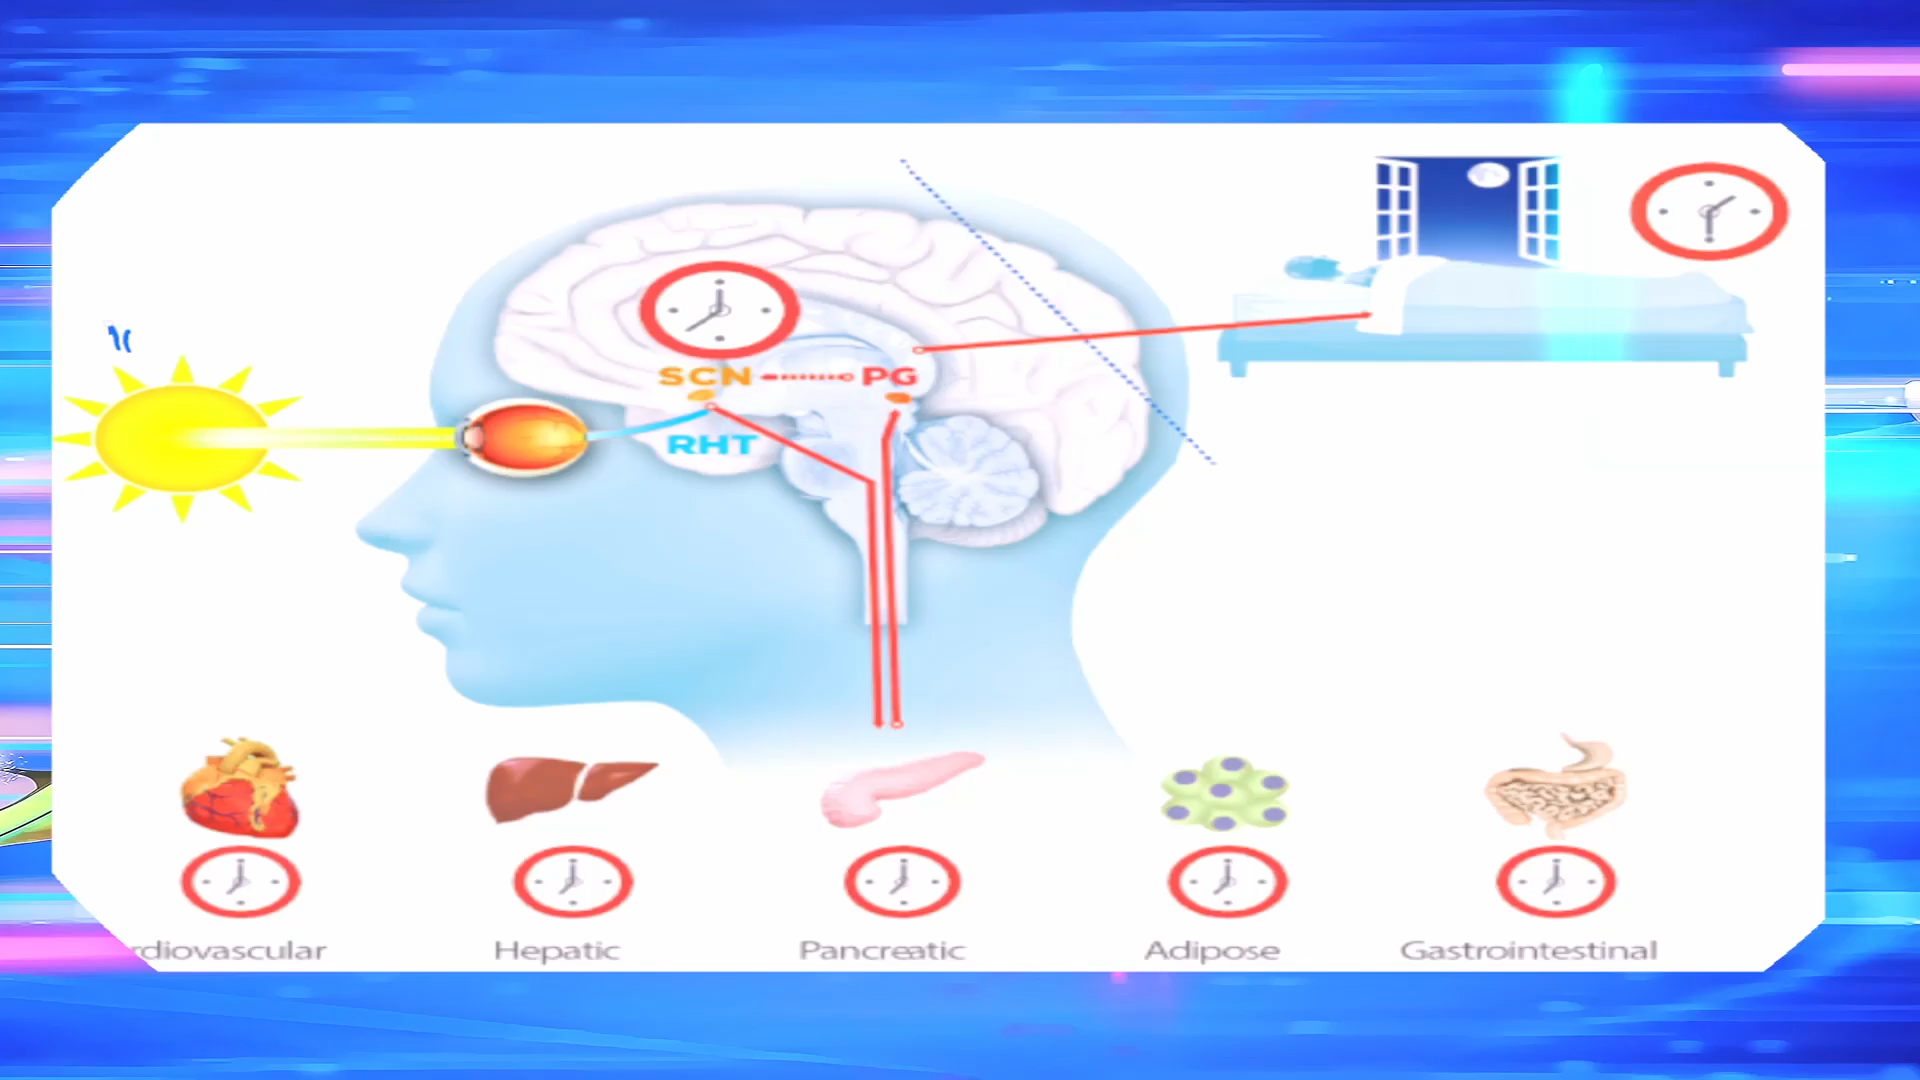 SCN
PG
RHT
rdiovascular
Hepatic
Pancreatic
Adipose
Gastrointestinal